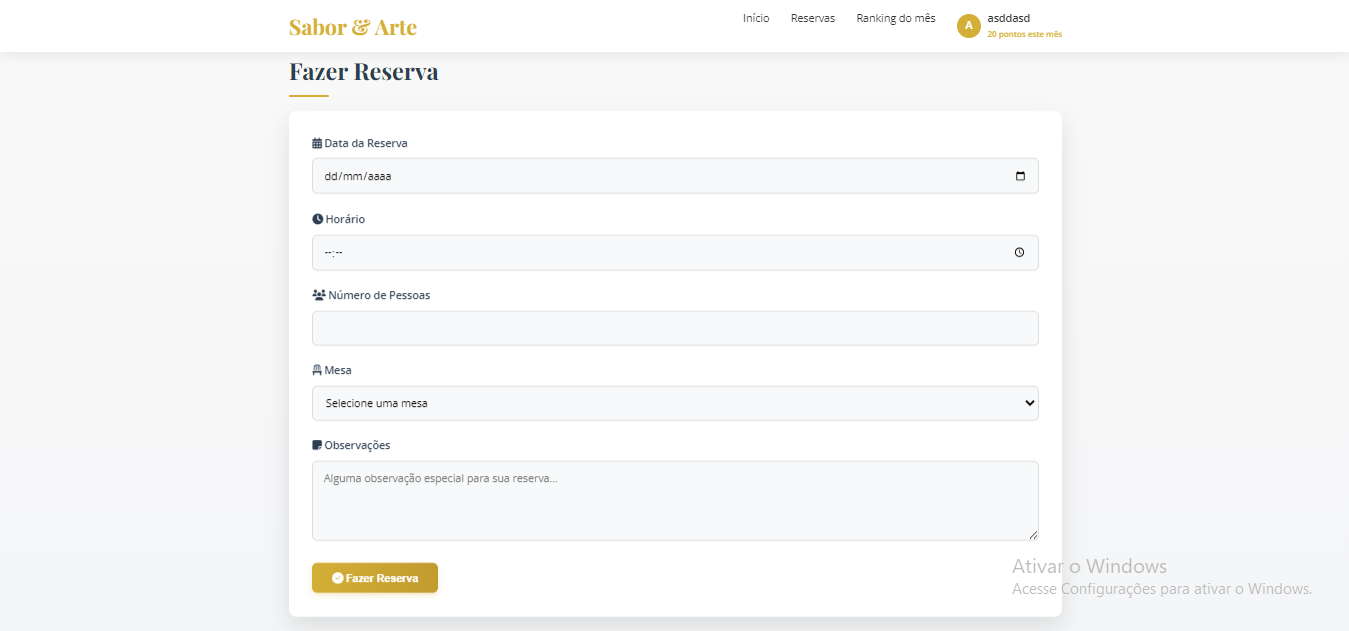 Sabor & Arte
Início
Reservas
Ranking do mês
A
asddasd
20 pontos este mês
Fazer Reserva
Data da Reserva
dd/mm/aaaa
Horário
--:--
Número de Pessoas
Mesa
Selecione uma mesa
Observações
Alguma observação especial para sua reserva...
Fazer Reserva
Ativar o Windows
Acesse Configurações para ativar o Windows.